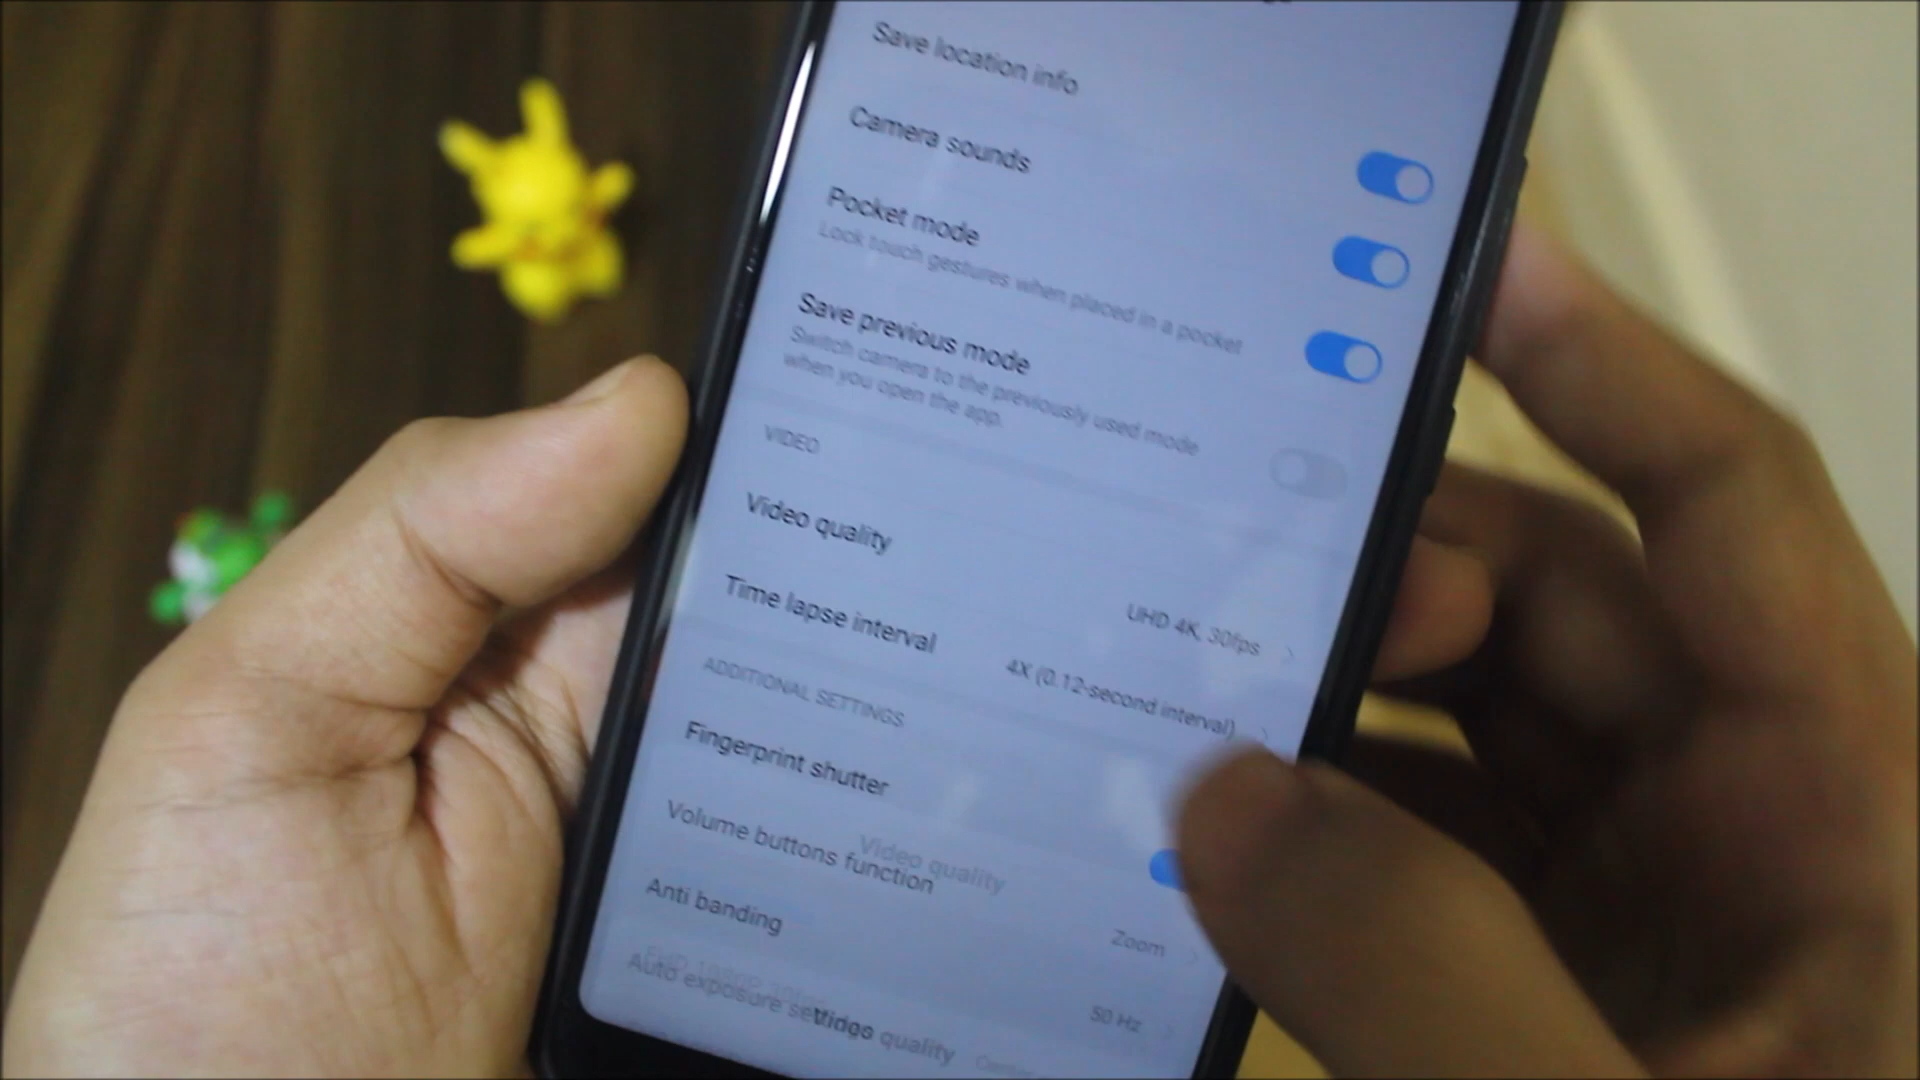 Save location info
Camera sounds
Pocket mode
Lock touch gestures when placed in a pocket
Save previous mode
Switch camera to the previously used mode
when you open the app.
VIDEO
Video quality
UHD 4K, 30fps
Time lapse interval
4X (0.12-second interval)
ADDITIONAL SETTINGS
Fingerprint shutter
Volume buttons function
Video quality
Zoom
Anti banding
50 Hz
Auto exposure settings
Video quality
Center